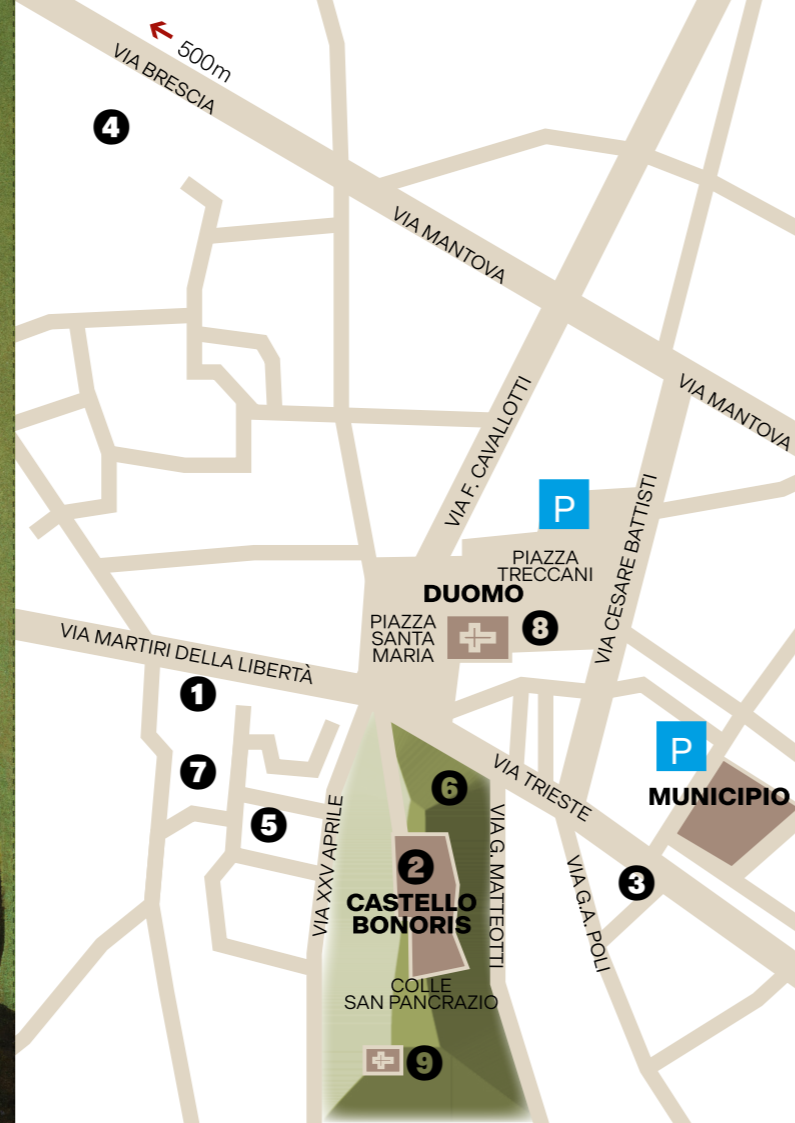 500m
VIA BRESCIA
4
VIA MANTOVA
VIA MANTOVA
VIA F. CAVALLOTTI
P
VIA CESARE BATTISTI
PIAZZA
TRECCANI
DUOMO
8
PIAZZA
SANTA
MARIA
VIA MARTIRI DELLA LIBERTÀ
1
7
5
6
VIA TRIESTE
P
MUNICIPIO
VIA XXV APRILE
VIA G. MATTEOTTI
2
CASTELLO
BONORIS
3
VIA G.A. POLI
COLLE
SAN PANCRAZIO
9